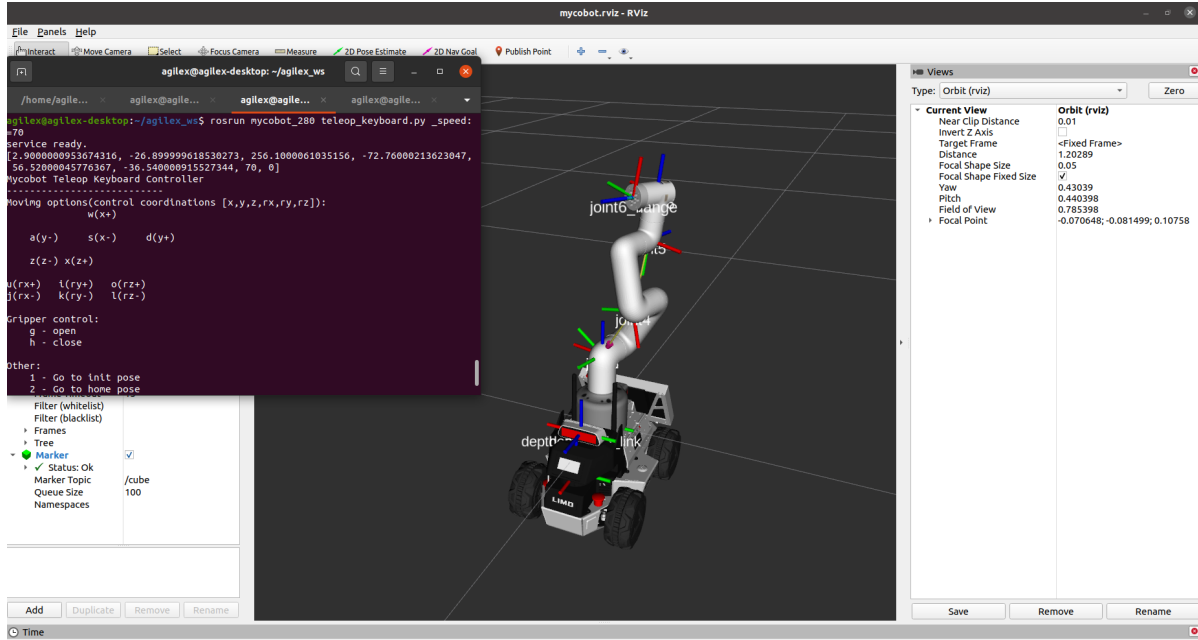 mycobot.rviz - RViz
File Panels Help
Interact Move Camera Select Focus Camera Measure 2D Pose Estimate 2D Nav Goal Publish Point
agilex@agilex-desktop: ~/agilex_ws
/home/agile... agilex@agile... agilex@agile... agilex@agile...
agilex@agilex-desktop:~/agilex_ws$ rosrun mycobot_280 teleop_keyboard.py _speed:
=70
service ready.
[2.9000000953674316, -26.899999618530273, 256.1000061035156, -72.76000213623047,
56.52000045776367, -36.540000915527344, 70, 0]
Mycobot Teleop Keyboard Controller
---------------------------
Movimg options(control coordinations [x,y,z,rx,ry,rz]):
w(x+)
a(y-) s(x-) d(y+)
z(z-) x(z+)
u(rx+) i(ry+) o(rz+)
j(rx-) k(ry-) l(rz-)
Gripper control:
g - open
h - close
Other:
1 - Go to init pose
2 - Go to home pose
Filter (whitelist)
Filter (blacklist)
Frames
Tree
Marker
Status: Ok
Marker Topic /cube
Queue Size 100
Namespaces
Add Duplicate Remove Rename
Time
joint6_flange
LIMO
Views
Type: Orbit (rviz) Zero
Current View Orbit (rviz)
Near Clip Distance 0.01
Invert Z Axis
Target Frame <Fixed Frame>
Distance 1.20289
Focal Shape Size 0.05
Focal Shape Fixed Size
Yaw 0.43039
Pitch 0.440398
Field of View 0.785398
Focal Point -0.070648; -0.081499; 0.10758
Save Remove Rename